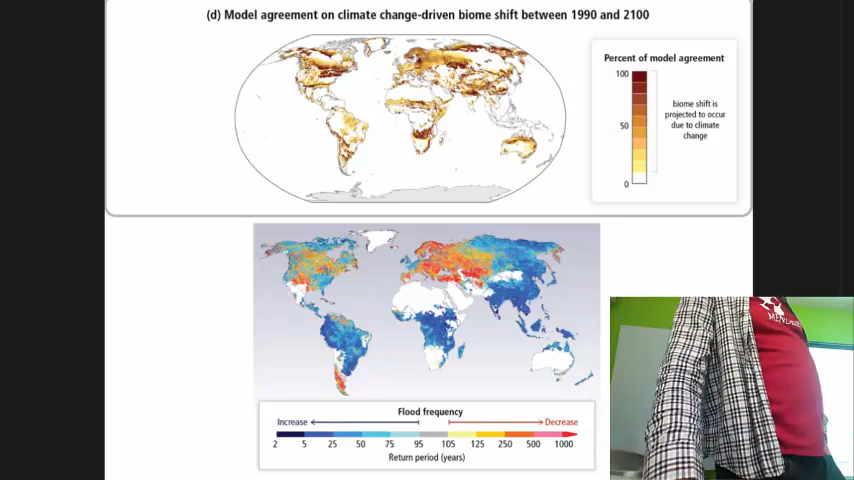 (d) Model agreement on climate change-driven biome shift between 1990 and 2100
Percent of model agreement
100
50
0
biome shift is
projected to occur
due to climate
change
Flood frequency
Increase
Decrease
2 5 25 50 75 95 105 125 250 500 1000
Return period (years)